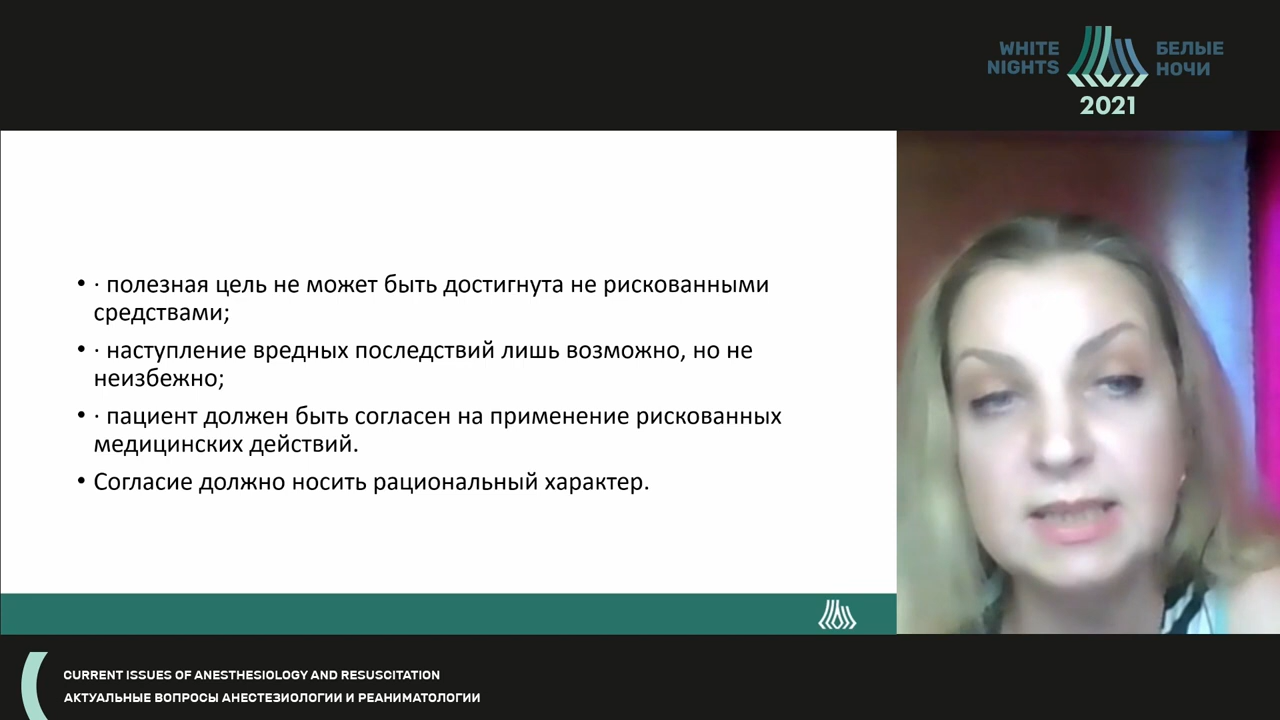 WHITE
NIGHTS
БЕЛЫЕ
НОЧИ
2021
• · полезная цель не может быть достигнута не рискованными
средствами;
• · наступление вредных последствий лишь возможно, но не
неизбежно;
• · пациент должен быть согласен на применение рискованных
медицинских действий.
• Согласие должно носить рациональный характер.
CURRENT ISSUES OF ANESTHESIOLOGY AND RESUSCITATION
АКТУАЛЬНЫЕ ВОПРОСЫ АНЕСТЕЗИОЛОГИИ И РЕАНИМАТОЛОГИИ